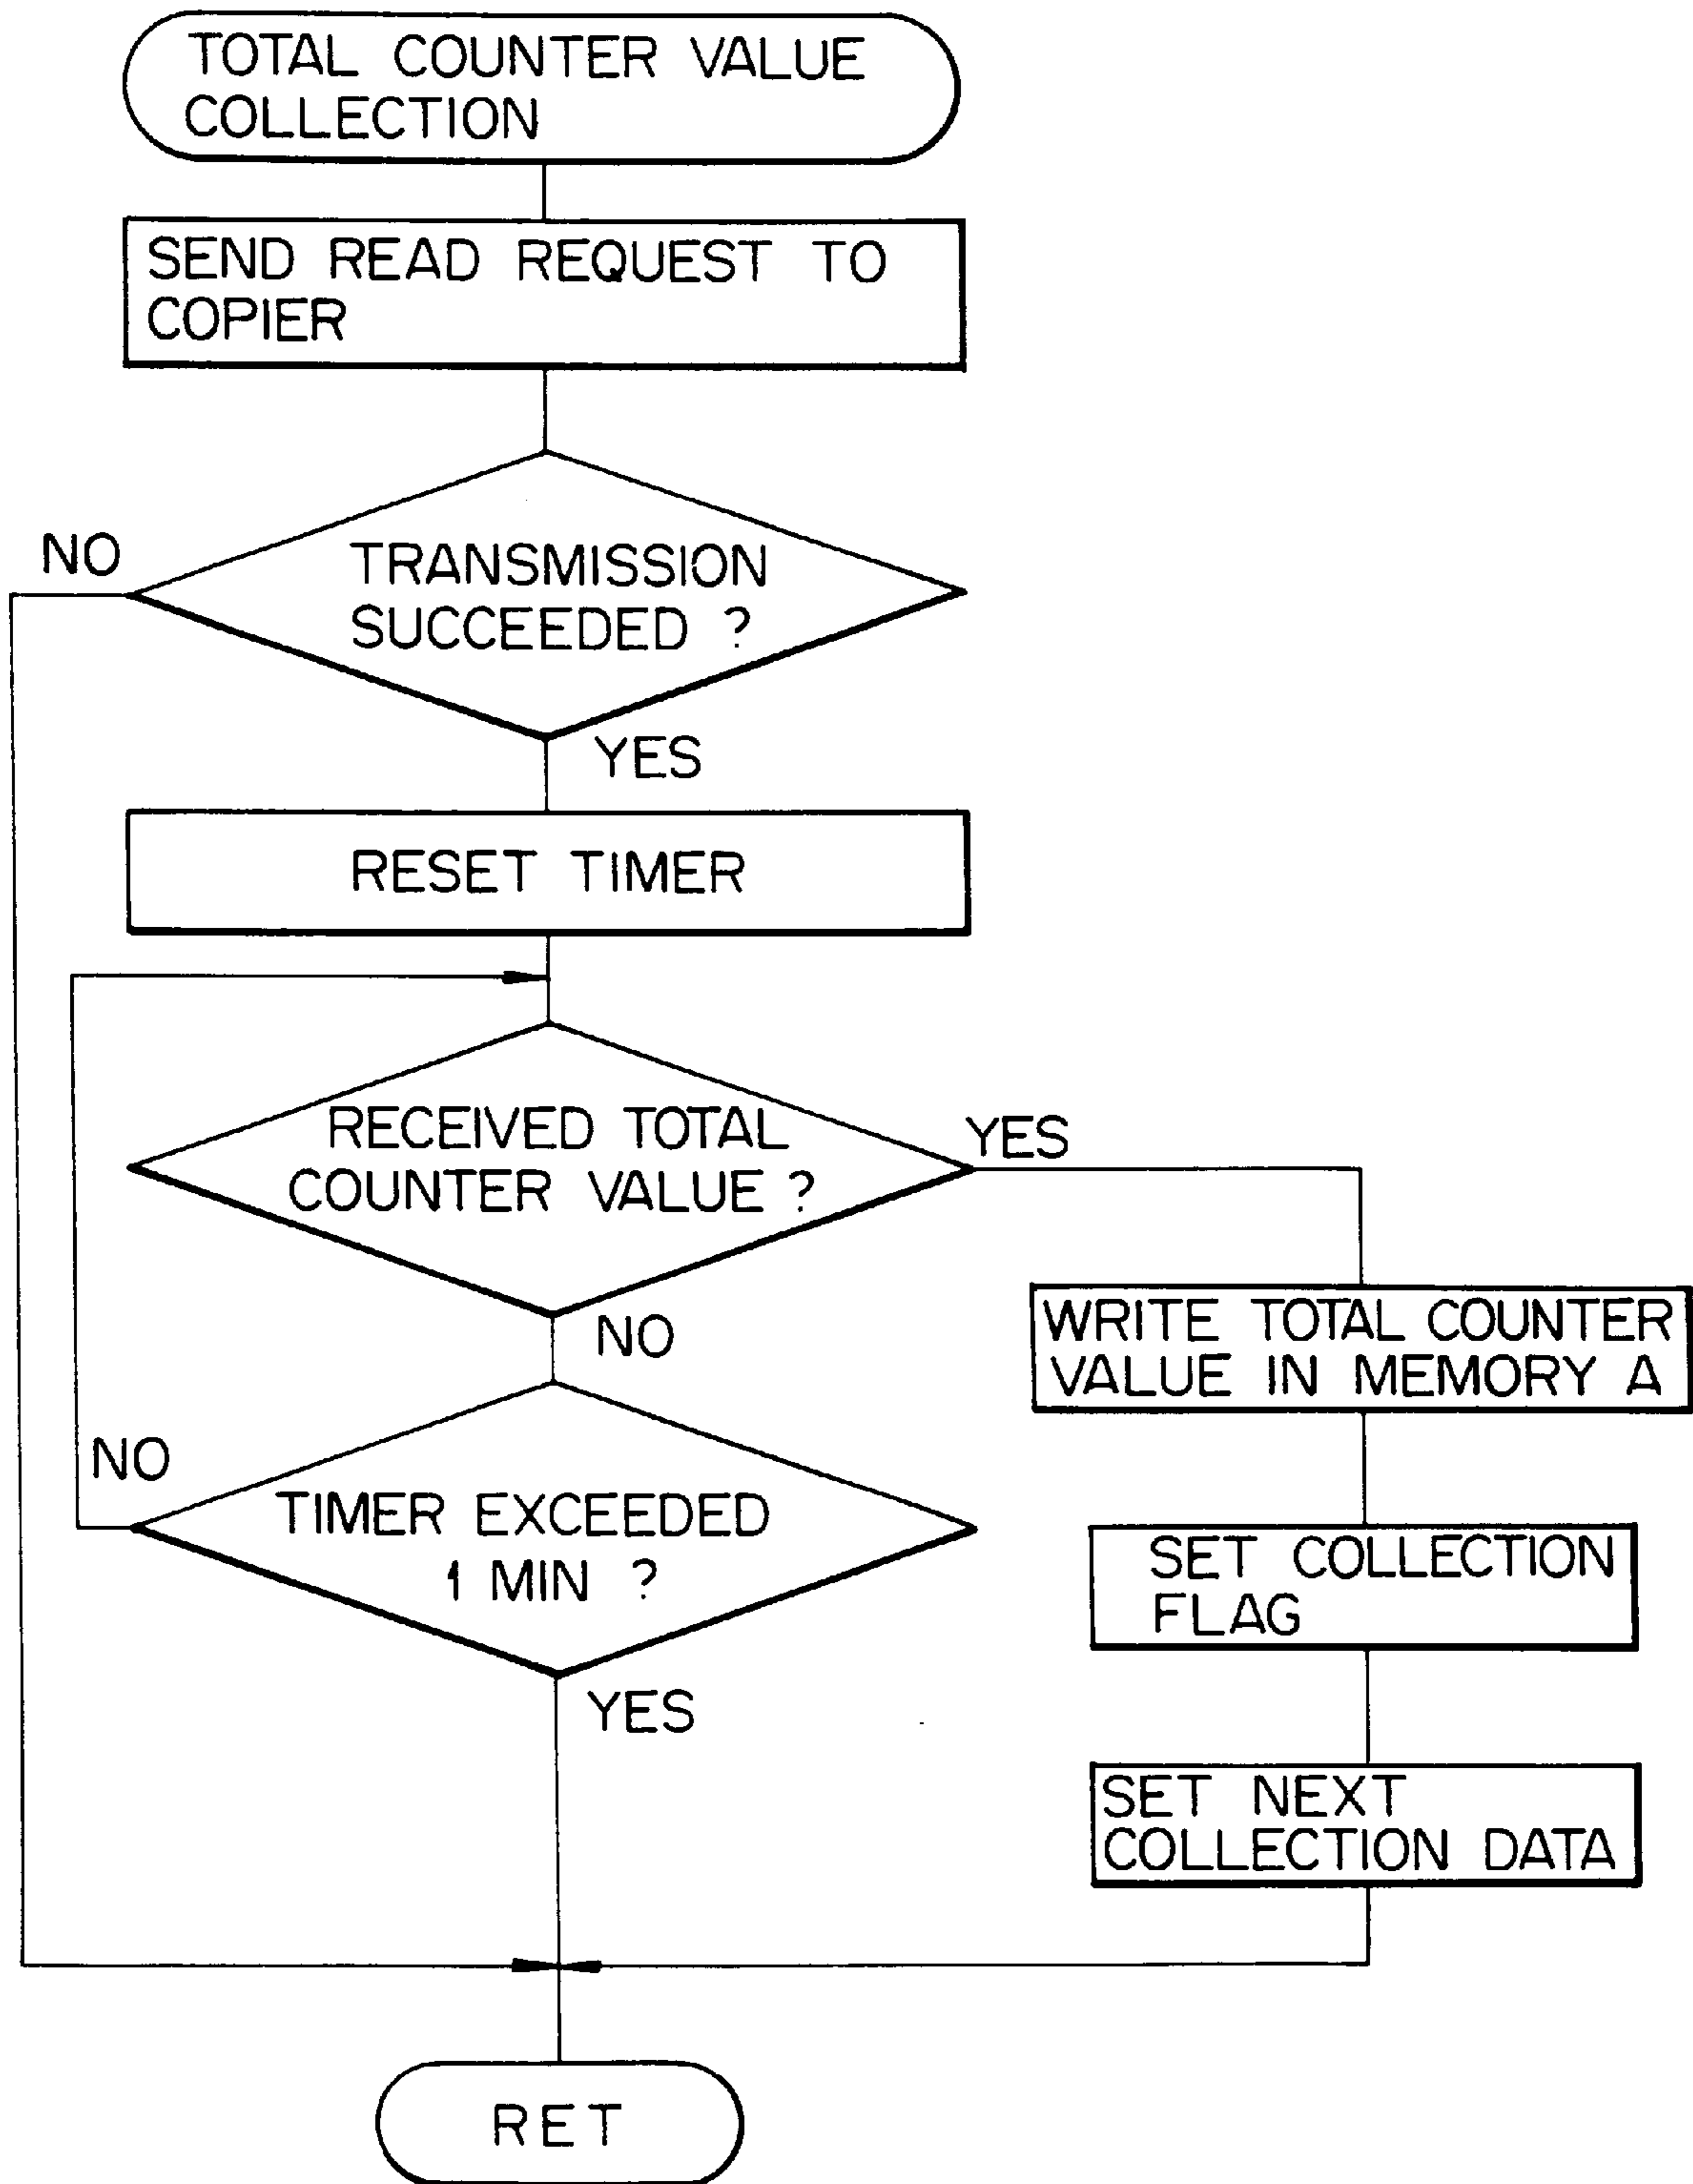 TOTAL COUNTER VALUE
COLLECTION
SEND READ REQUEST TO
COPIER
NO
TRANSMISSION
SUCCEEDED ?
YES
RESET TIMER
RECEIVED TOTAL
COUNTER VALUE ?
YES
NO
WRITE TOTAL COUNTER
VALUE IN MEMORY A
NO
TIMER EXCEEDED
1 MIN ?
YES
SET COLLECTION
FLAG
SET NEXT
COLLECTION DATA
RET